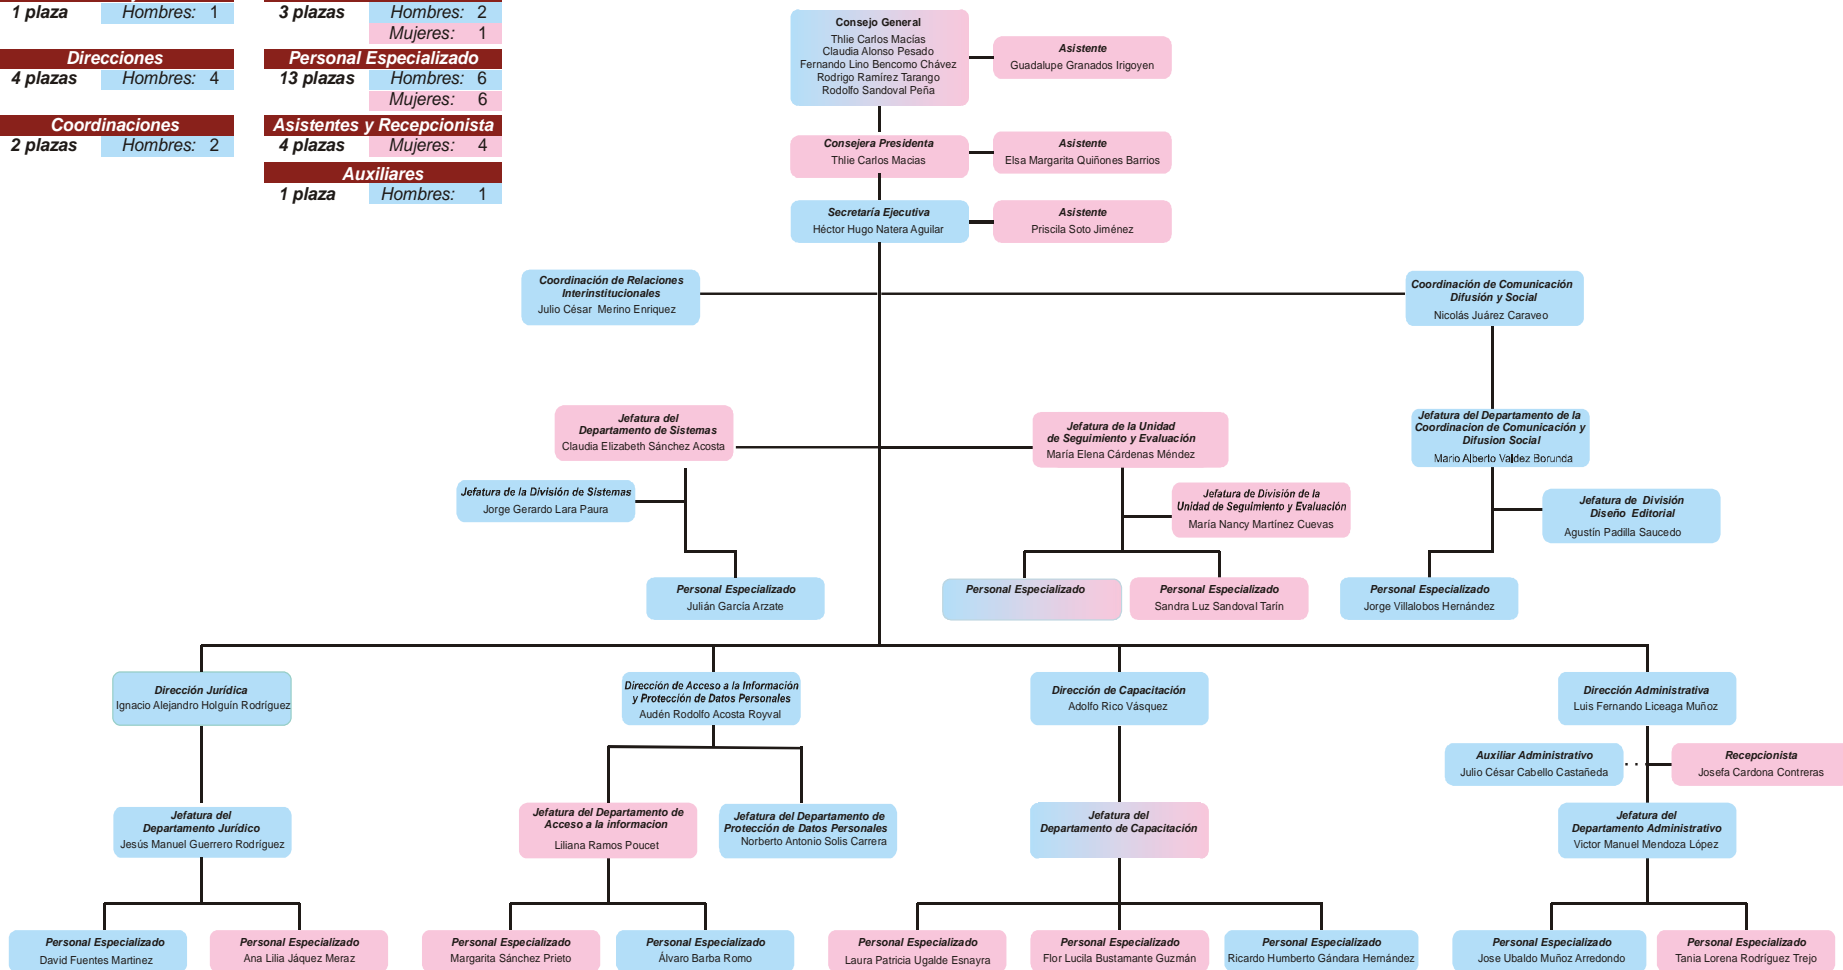 1 plaza Hombres: 1
3 plazas Hombres: 2
Mujeres: 1
Direcciones
4 plazas Hombres: 4
Personal Especializado
13 plazas Hombres: 6
Mujeres: 6
Coordinaciones
2 plazas Hombres: 2
Asistentes y Recepcionista
4 plazas Mujeres: 4
Auxiliares
1 plaza Hombres: 1
Consejo General
Thlie Carlos Macías
Claudia Alonso Pesado
Fernando Lino Bencomo Chávez
Rodrigo Ramírez Tarango
Rodolfo Sandoval Peña
Asistente
Guadalupe Granados Irigoyen
Consejera Presidenta
Thlie Carlos Macias
Asistente
Elsa Margarita Quiñones Barrios
Secretaría Ejecutiva
Héctor Hugo Natera Aguilar
Asistente
Priscila Soto Jiménez
Coordinación de Relaciones
Interinstitucionales
Julio César Merino Enriquez
Coordinación de Comunicación
Difusión y Social
Nicolás Juárez Caraveo
Jefatura del
Departamento de Sistemas
Claudia Elizabeth Sánchez Acosta
Jefatura de la Unidad
de Seguimiento y Evaluación
María Elena Cárdenas Méndez
Jefatura del Departamento de la
Coordinacion de Comunicación y
Difusion Social
Mario Alberto Valdez Borunda
Jefatura de la División de Sistemas
Jorge Gerardo Lara Paura
Jefatura de División de la
Unidad de Seguimiento y Evaluación
María Nancy Martínez Cuevas
Jefatura de División
Diseño Editorial
Agustín Padilla Saucedo
Personal Especializado
Julián García Arzate
Personal Especializado
Personal Especializado
Sandra Luz Sandoval Tarín
Personal Especializado
Jorge Villalobos Hernández
Dirección Jurídica
Ignacio Alejandro Holguín Rodríguez
Dirección de Acceso a la Información
y Protección de Datos Personales
Audén Rodolfo Acosta Royval
Dirección de Capacitación
Adolfo Rico Vásquez
Dirección Administrativa
Luis Fernando Liceaga Muñoz
Auxiliar Administrativo
Julio César Cabello Castañeda
Recepcionista
Josefa Cardona Contreras
Jefatura del
Departamento Jurídico
Jesús Manuel Guerrero Rodríguez
Jefatura del Departamento de
Acceso a la informacion
Liliana Ramos Poucet
Jefatura del Departamento de
Protección de Datos Personales
Norberto Antonio Solis Carrera
Jefatura del
Departamento de Capacitación
Jefatura del
Departamento Administrativo
Victor Manuel Mendoza López
Personal Especializado
David Fuentes Martinez
Personal Especializado
Ana Lilia Jáquez Meraz
Personal Especializado
Margarita Sánchez Prieto
Personal Especializado
Álvaro Barba Romo
Personal Especializado
Laura Patricia Ugalde Esnayra
Personal Especializado
Flor Lucila Bustamante Guzmán
Personal Especializado
Ricardo Humberto Gándara Hernández
Personal Especializado
Jose Ubaldo Muñoz Arredondo
Personal Especializado
Tania Lorena Rodríguez Trejo